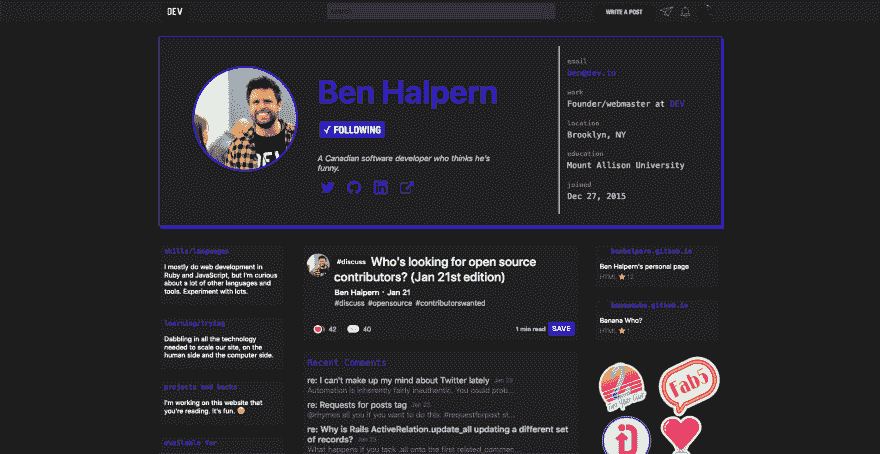 DEV
WRITE A POST
Ben Halpern
✓ FOLLOWING
A Canadian software developer who thinks he's
funny.
email
ben@dev.to
work
Founder/webmaster at DEV
location
Brooklyn, NY
education
Mount Allison University
joined
Dec 27, 2015
skills/languages
I mostly do web development in
Ruby and JavaScript, but I'm curious
about a lot of other languages and
tools. Experiment with lots.
learning/trying
Dabbling in all the technology
needed to scale our site, on the
human side and the computer side.
projects and hacks
I'm working on this website that
you're reading. It's fun. 😊
available for
#discuss Who's looking for open source
contributors? (Jan 21st edition)
Ben Halpern • Jan 21
#discuss #opensource #contributorswanted
42
40
1 min read
SAVE
Recent Comments
re: I can't make up my mind about Twitter lately Jan 23
Automation is inherently fairly inauthentic. You could prob...
re: Requests for posts tag Jan 23
@rhymes all you if you want to do this. #requestforpost st...
re: Why is Rails ActiveRelation.update_all updating a different set
of records? Jan 23
What happens if you tack .all onto the first related_commen...
benhalpern.github.io
Ben Halpern's personal page
HTML ★ 12
Banana Who?
HTML ★ 1
Fab5